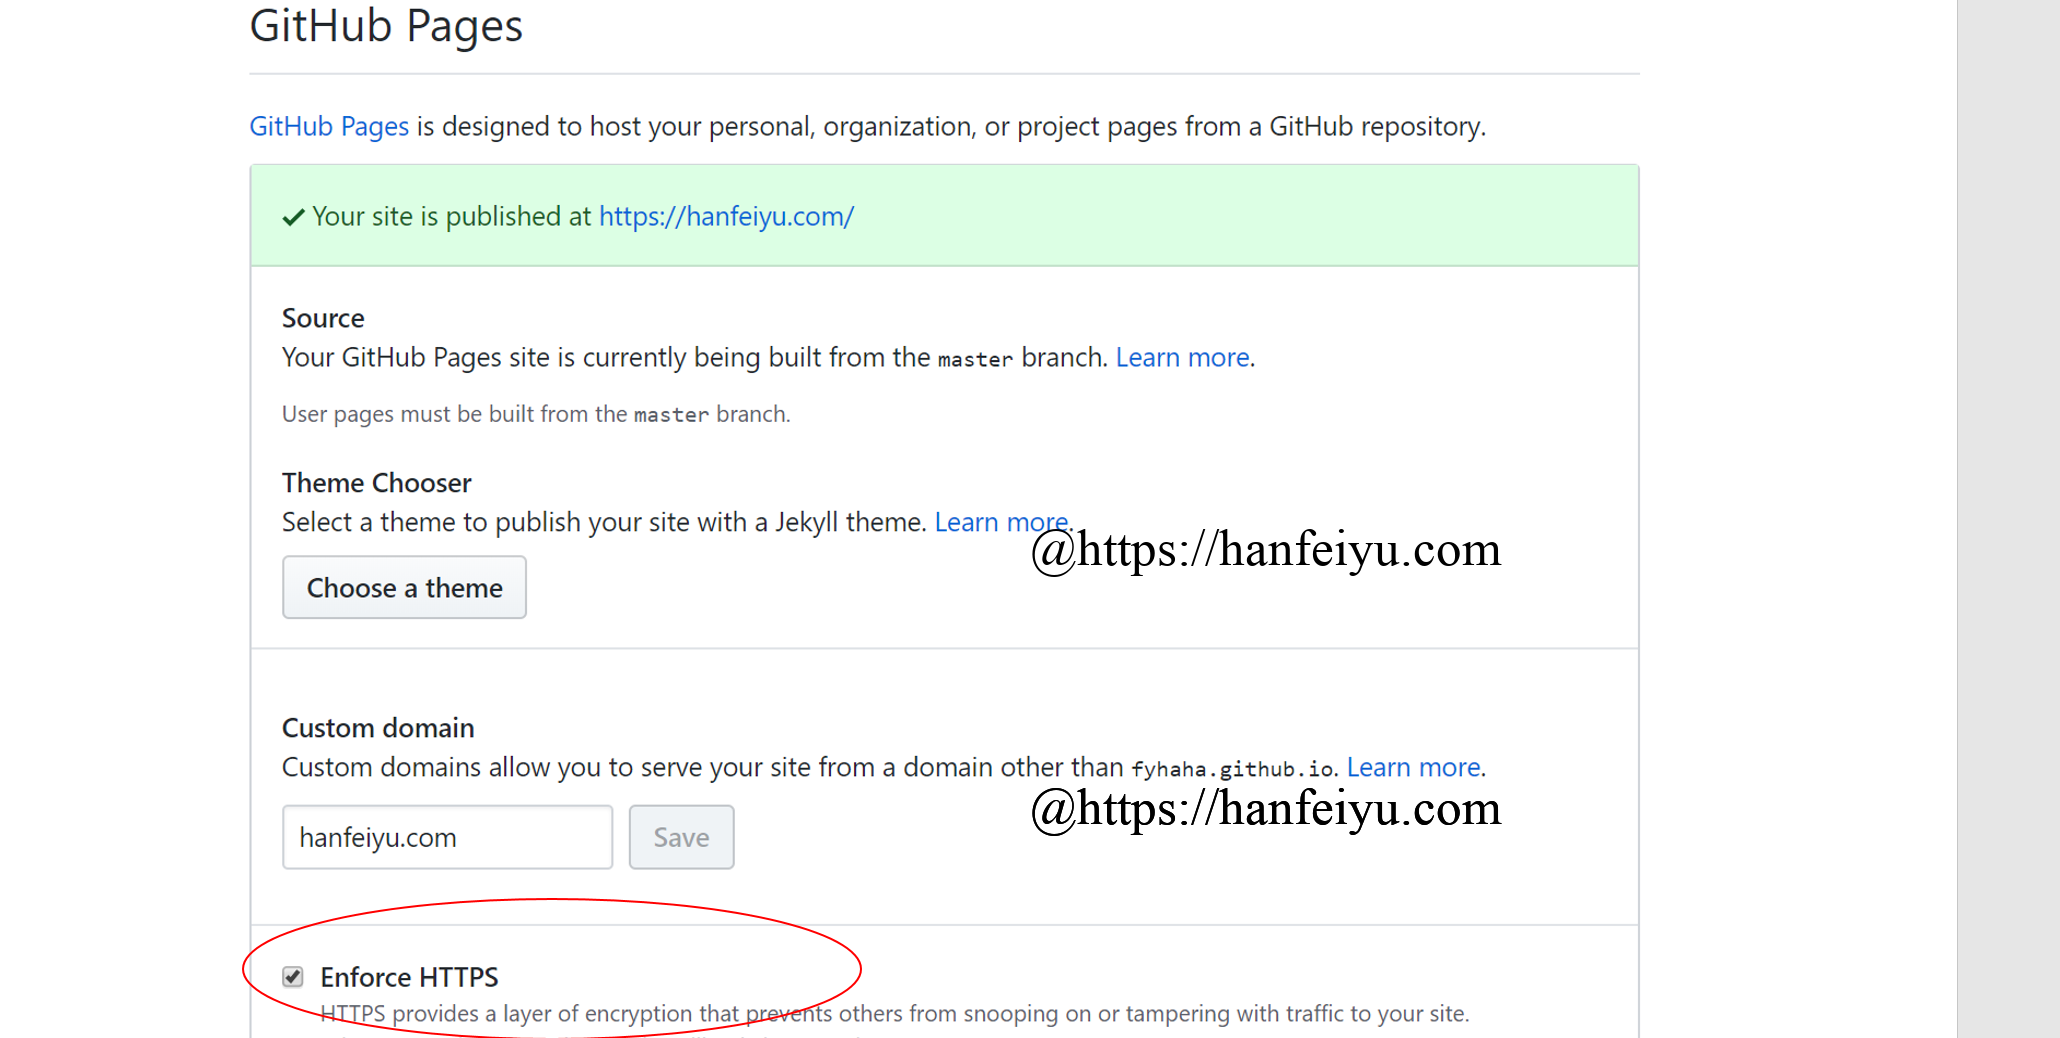 GitHub Pages
GitHub Pages is designed to host your personal, organization, or project pages from a GitHub repository.
Your site is published at https://hanfeiyu.com/
Source
Your GitHub Pages site is currently being built from the master branch. Learn more.
User pages must be built from the master branch.
Theme Chooser
Select a theme to publish your site with a Jekyll theme. Learn more.
@https://hanfeiyu.com
Choose a theme
Custom domain
Custom domains allow you to serve your site from a domain other than fyhaha.github.io. Learn more.
@https://hanfeiyu.com
hanfeiyu.com Save
Enforce HTTPS
HTTPS provides a layer of encryption that prevents others from snooping on or tampering with traffic to your site.